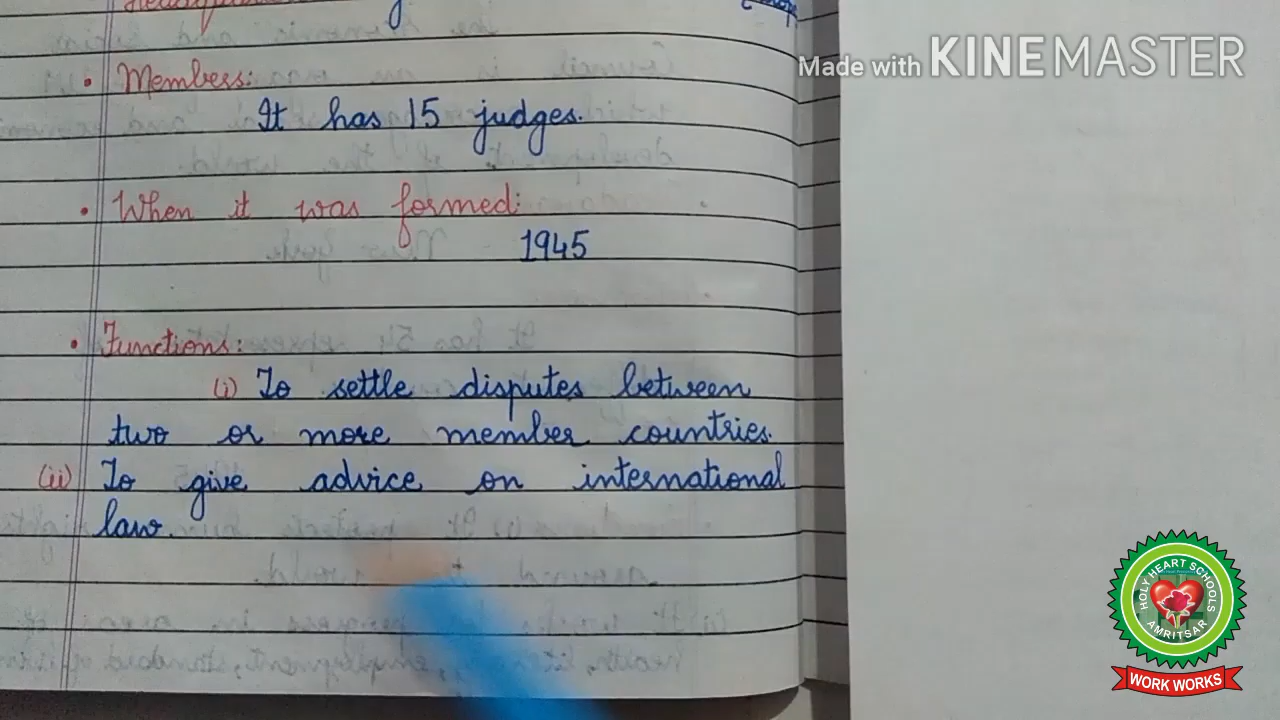 Made with KINEMASTER
• Members:
It has 15 judges.
• When it was formed:
1945
• Functions:
(i) To settle disputes between
two or more member countries.
(ii) To give advice on international
law.
HOLY HEART SCHOOLS
AMRITSAR
WORK WORKS